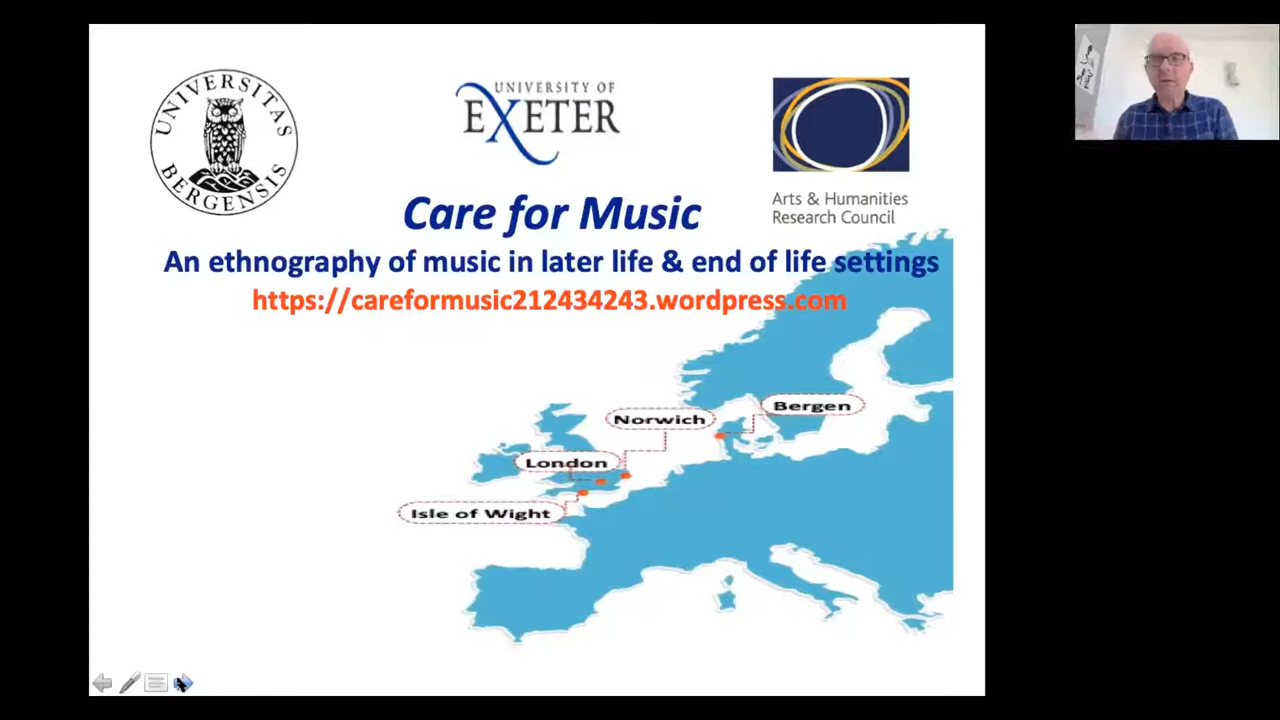 UNIVERSITAS
BERGENSIS
UNIVERSITY OF
EXETER
Arts & Humanities
Research Council
Care for Music
An ethnography of music in later life & end of life settings
https://careformusic212434243.wordpress.com
Bergen
Norwich
London
Isle of Wight